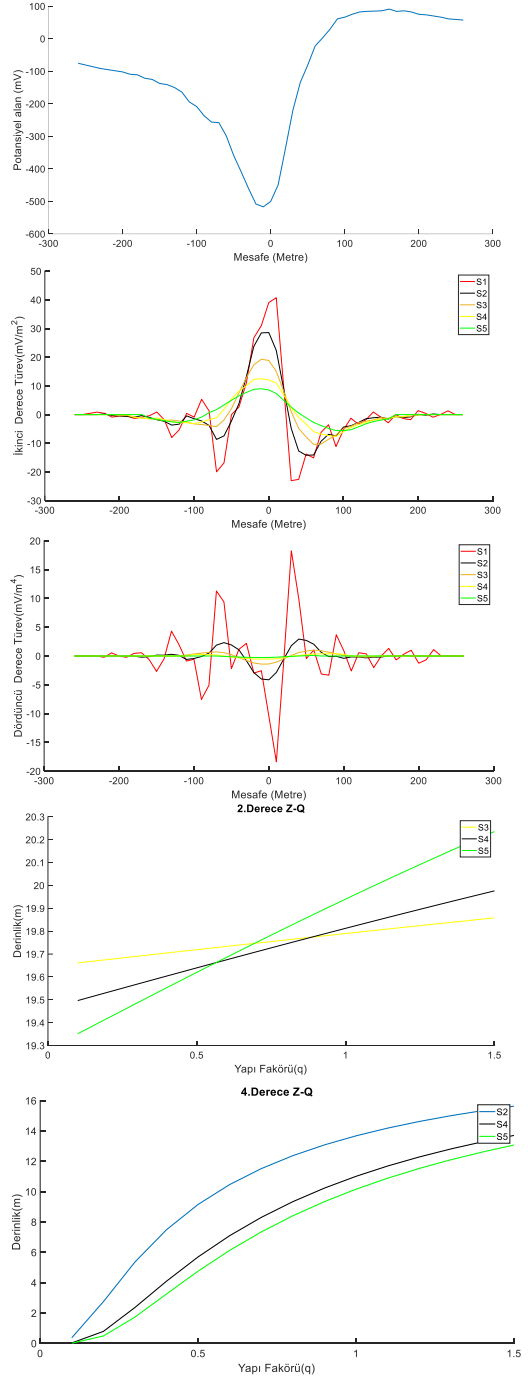 100
0
-100
-200
-300
-400
-500
-600
Potansiyel alan (mV)
-300
-200
-100
0
100
200
300
Mesafe (Metre)
50
40
30
20
10
0
-10
-20
-30
İkinci Derece Türev(mV/m²)
S1
S2
S3
S4
S5
-300
-200
-100
0
100
200
300
Mesafe (Metre)
20
15
10
5
0
-5
-10
-15
-20
Dördüncü Derece Türev(mV/m⁴)
S1
S2
S3
S4
S5
-300
-200
-100
0
100
200
300
Mesafe (Metre)
2.Derece Z-Q
20.3
20.2
20.1
20
19.9
19.8
19.7
19.6
19.5
19.4
19.3
Derinlik(m)
S3
S4
S5
0
0.5
1
1.5
Yapı Fakörü(q)
4.Derece Z-Q
16
14
12
10
8
6
4
2
0
Derinlik(m)
S2
S4
S5
0
0.5
1
1.5
Yapı Fakörü(q)